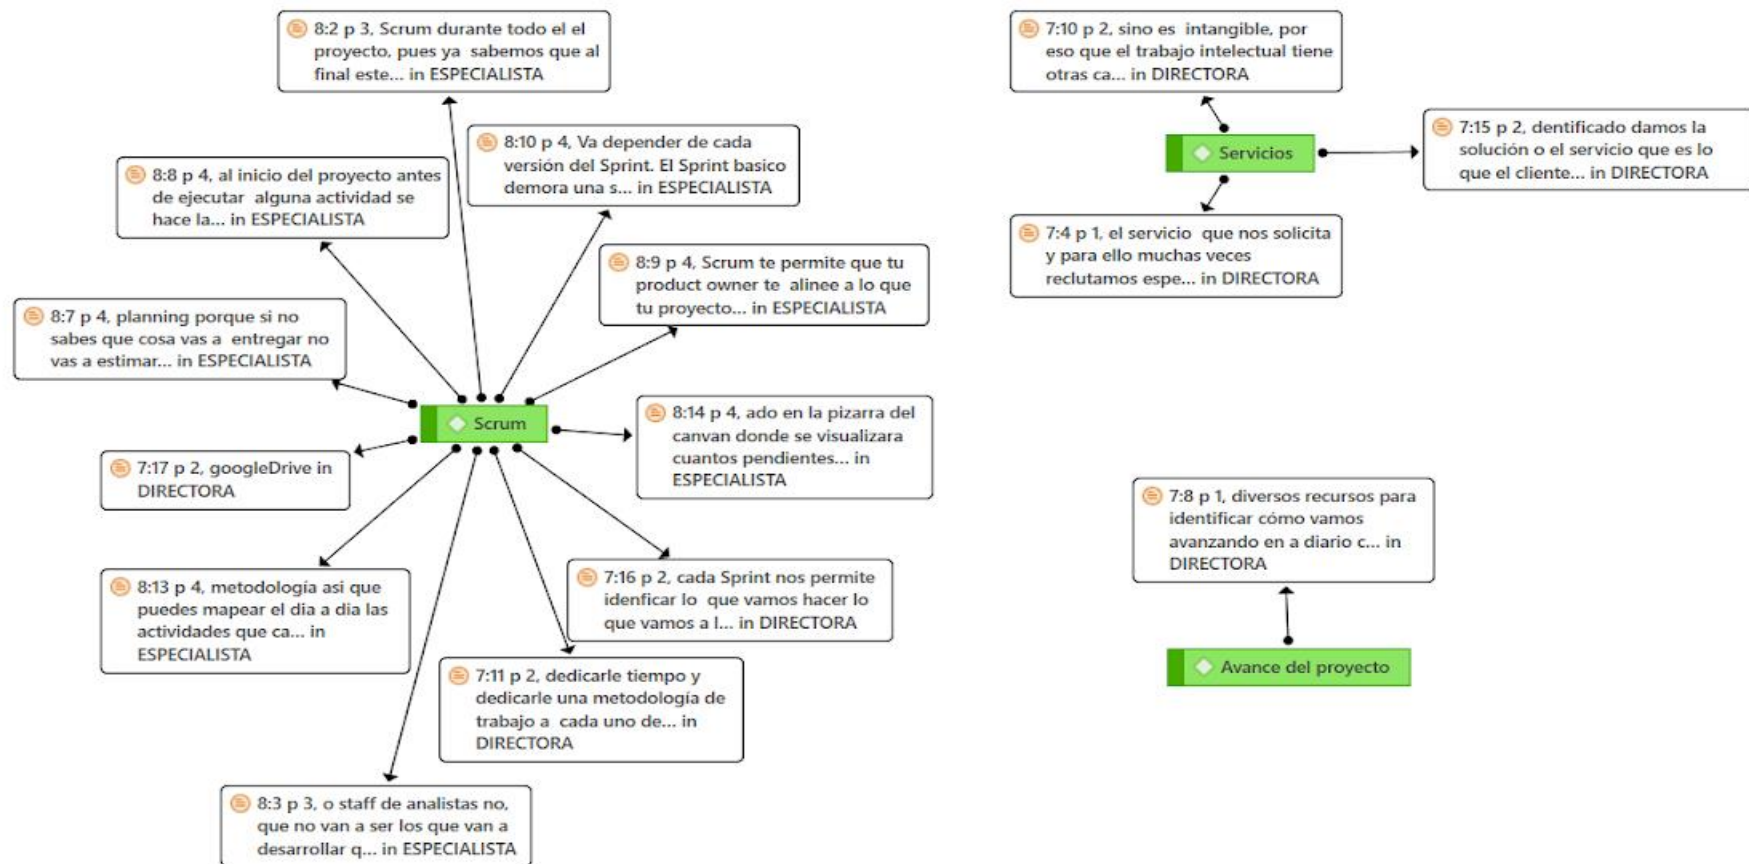 8:2 p 3, Scrum durante todo el el
proyecto, pues ya sabemos que al
final este... in ESPECIALISTA
8:10 p 4, Va depender de cada
versión del Sprint. El Sprint basico
demora una s... in ESPECIALISTA
8:8 p 4, al inicio del proyecto antes
de ejecutar alguna actividad se
hace la... in ESPECIALISTA
8:9 p 4, Scrum te permite que tu
product owner te alinee a lo que
tu proyecto... in ESPECIALISTA
8:7 p 4, planning porque si no
sabes que cosa vas a entregar no
vas a estimar... in ESPECIALISTA
Scrum
8:14 p 4, ado en la pizarra del
canvan donde se visualizara
cuantos pendientes... in
ESPECIALISTA
7:17 p 2, googleDrive in
DIRECTORA
8:13 p 4, metodología asi que
puedes mapear el dia a dia las
actividades que ca... in
ESPECIALISTA
7:16 p 2, cada Sprint nos permite
idenficar lo que vamos hacer lo
que vamos a l... in DIRECTORA
7:11 p 2, dedicarle tiempo y
dedicarle una metodología de
trabajo a cada uno de... in
DIRECTORA
8:3 p 3, o staff de analistas no,
que no van a ser los que van a
desarrollar q... in ESPECIALISTA
7:10 p 2, sino es intangible, por
eso que el trabajo intelectual tiene
otras ca... in DIRECTORA
Servicios
7:15 p 2, dentificado damos la
solución o el servicio que es lo
que el cliente... in DIRECTORA
7:4 p 1, el servicio que nos solicita
y para ello muchas veces
reclutamos espe... in DIRECTORA
7:8 p 1, diversos recursos para
identificar cómo vamos
avanzando en a diario c... in
DIRECTORA
Avance del proyecto